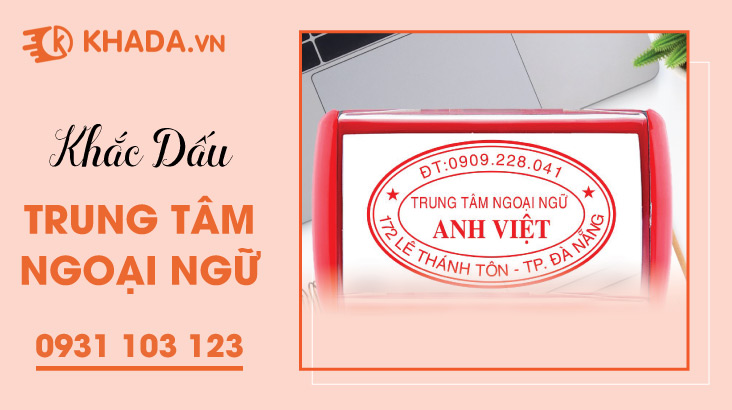 KHADA.VN
Khắc Dấu
TRUNG TÂM
NGOẠI NGỮ
0931 103 123
ĐT:0909.228.041
TRUNG TÂM NGOẠI NGỮ
ANH VIỆT
172 LÊ THÁNH TÔN - TP. ĐÀ NẴNG